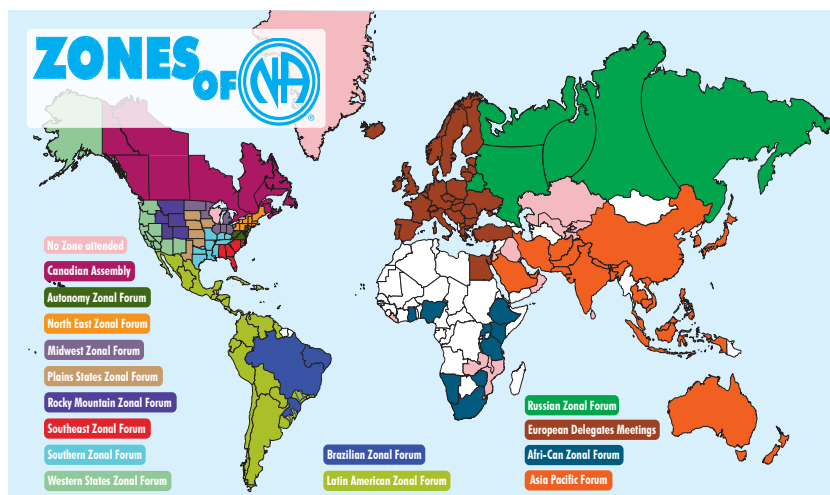 ZONES OF NA ®
No Zone attended
Canadian Assembly
Autonomy Zonal Forum
North East Zonal Forum
Midwest Zonal Forum
Plains States Zonal Forum
Rocky Mountain Zonal Forum
Southeast Zonal Forum
Southern Zonal Forum
Western States Zonal Forum
Brazilian Zonal Forum
Latin American Zonal Forum
Russian Zonal Forum
European Delegates Meetings
Afri-Can Zonal Forum
Asia Pacific Forum